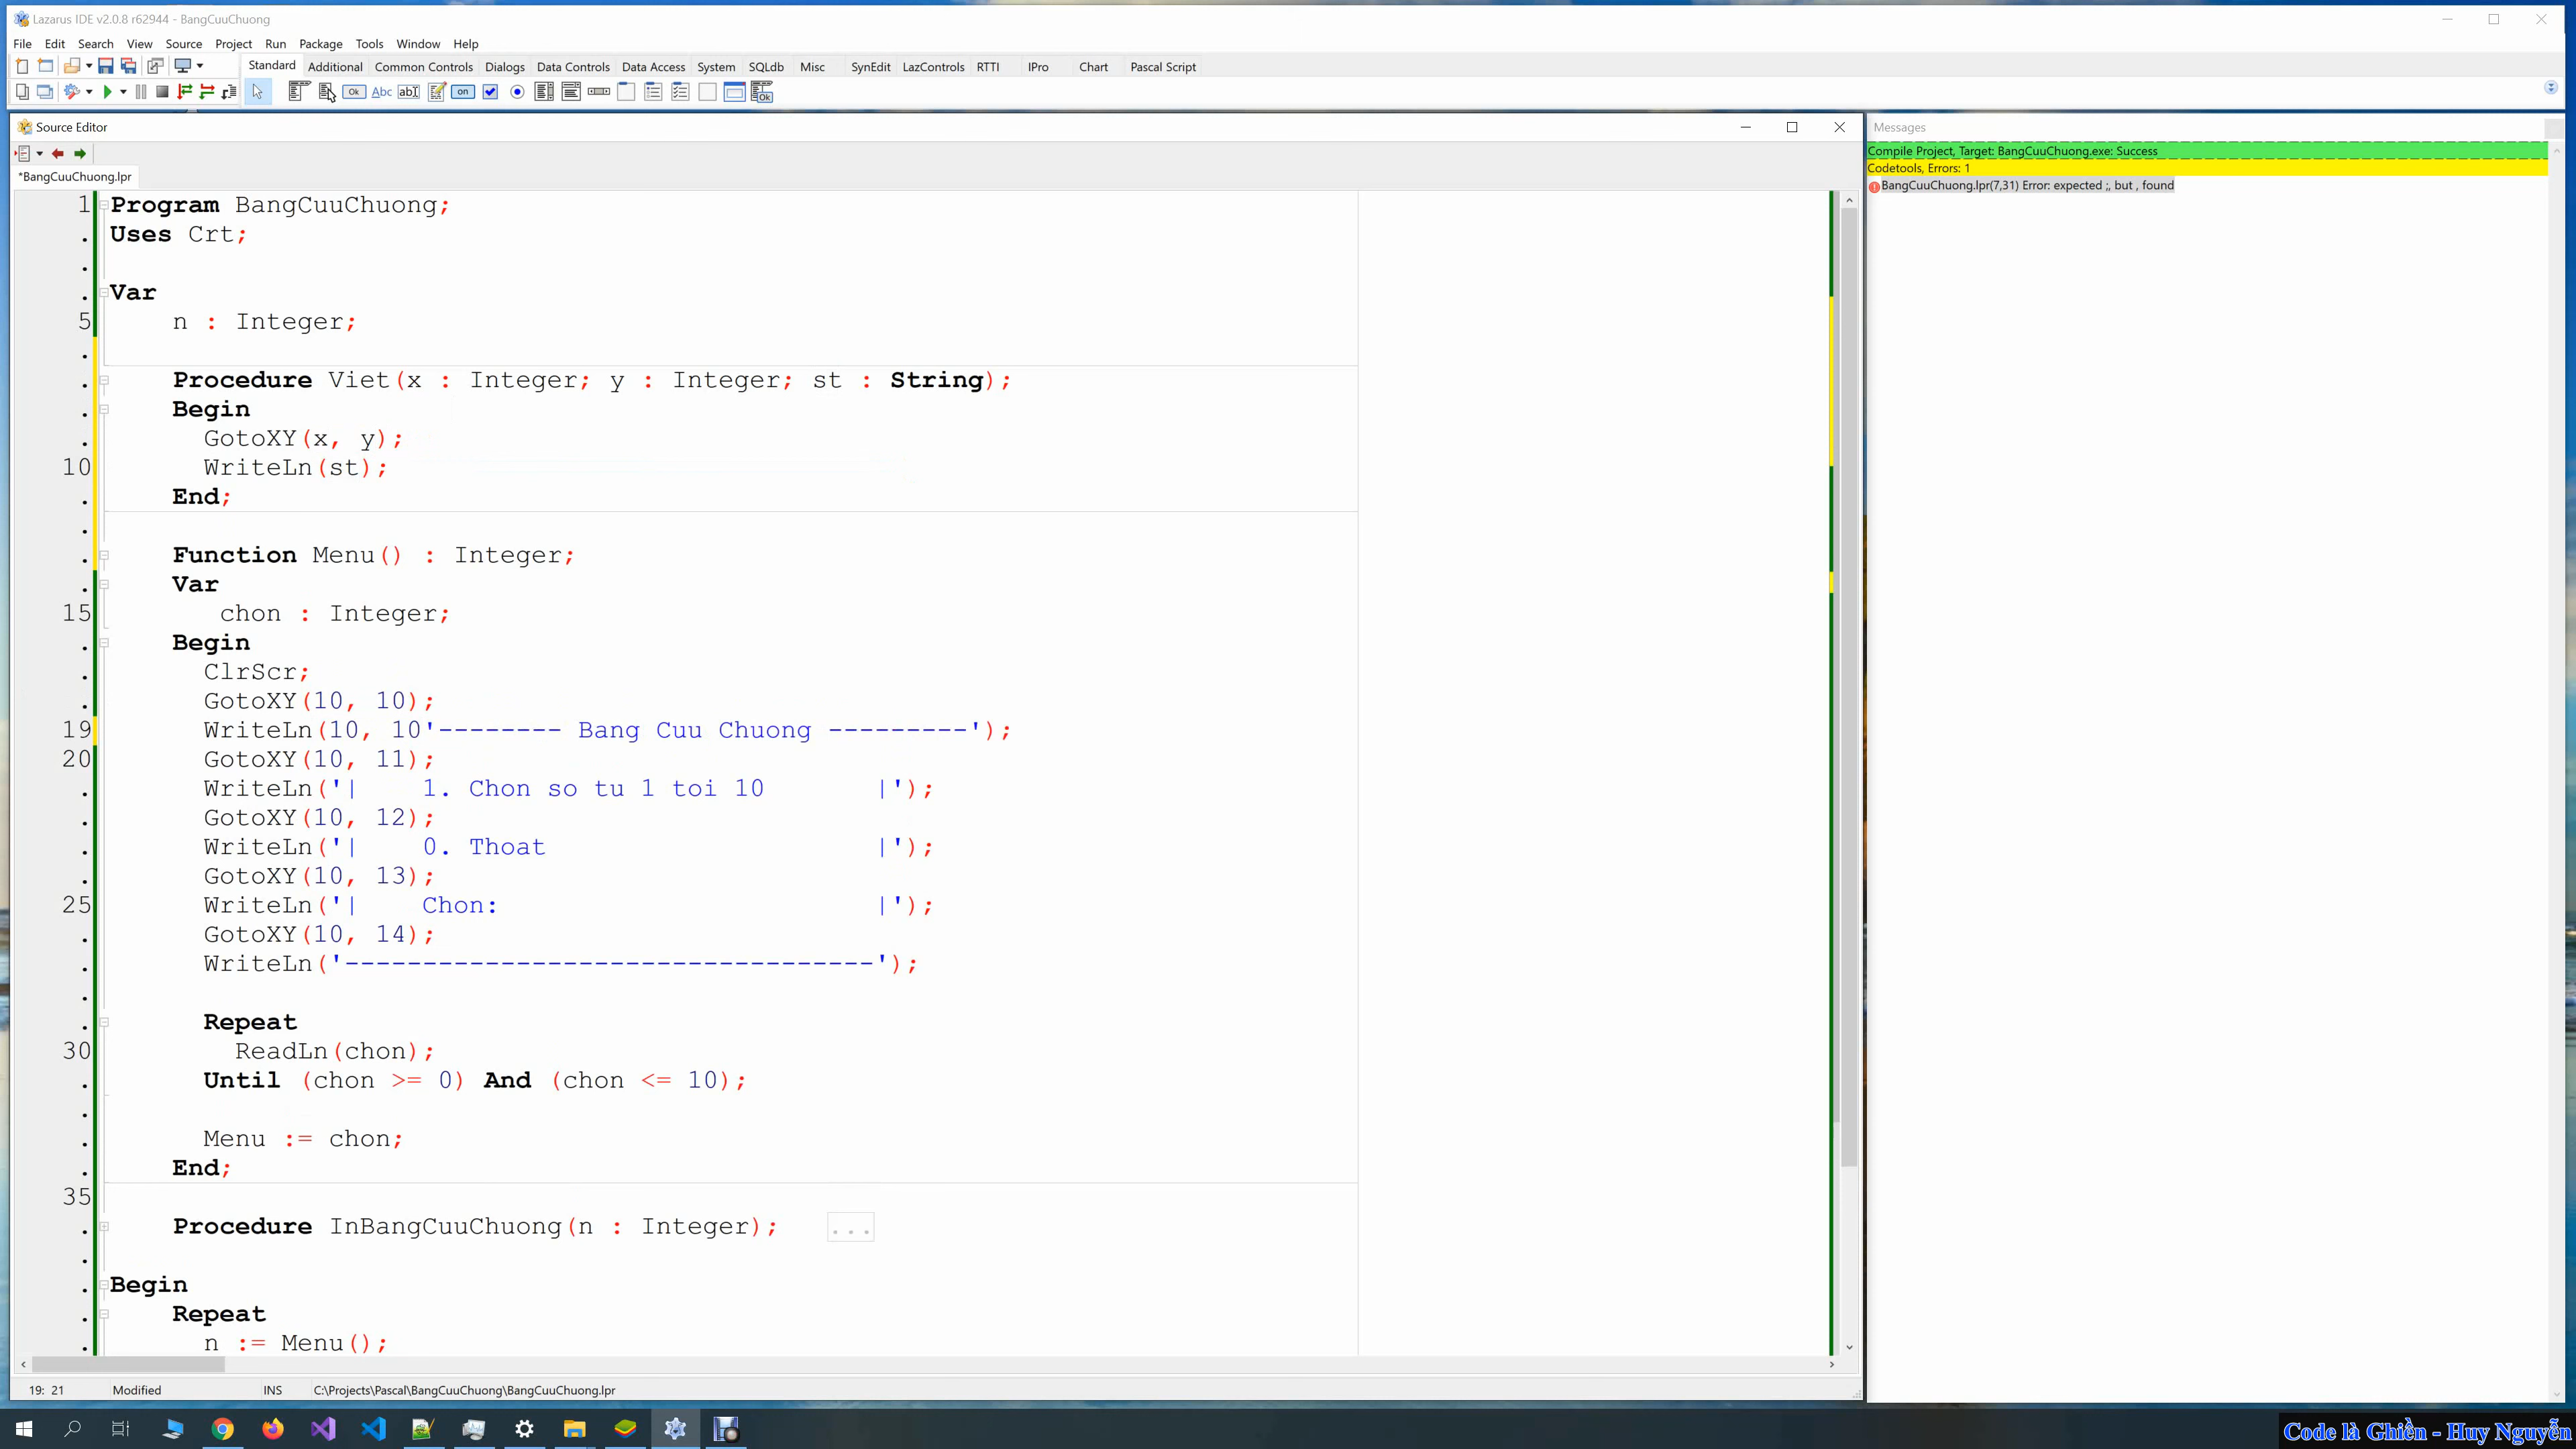 Lazarus IDE v2.0.8 r62944 - BangCuuChuong
File Edit Search View Source Project Run Package Tools Window Help
Standard Additional Common Controls Dialogs Data Controls Data Access System SQLdb Misc SynEdit LazControls RTTI IPro Chart Pascal Script
Ok Abc abI on Ok
Source Editor
*BangCuuChuong.lpr
1 Program BangCuuChuong;
. Uses Crt;
.
. Var
5 n : Integer;
.
. Procedure Viet(x : Integer; y : Integer; st : String);
. Begin
. GotoXY(x, y);
10 WriteLn(st);
. End;
.
. Function Menu() : Integer;
. Var
15 chon : Integer;
. Begin
. ClrScr;
. GotoXY(10, 10);
19 WriteLn(10, 10'-------- Bang Cuu Chuong ---------');
20 GotoXY(10, 11);
. WriteLn('|    1. Chon so tu 1 toi 10       |');
. GotoXY(10, 12);
. WriteLn('|    0. Thoat                     |');
. GotoXY(10, 13);
25 WriteLn('|    Chon:                        |');
. GotoXY(10, 14);
. WriteLn('----------------------------------');
.
. Repeat
30 ReadLn(chon);
. Until (chon >= 0) And (chon <= 10);
.
. Menu := chon;
. End;
35
. Procedure InBangCuuChuong(n : Integer); ...
.
. Begin
. Repeat
. n := Menu();
19: 21 Modified INS C:\Projects\Pascal\BangCuuChuong\BangCuuChuong.lpr
Messages
Compile Project, Target: BangCuuChuong.exe: Success
Codetools, Errors: 1
BangCuuChuong.lpr(7,31) Error: expected ;, but , found
Code là Ghiền - Huy Nguyễn